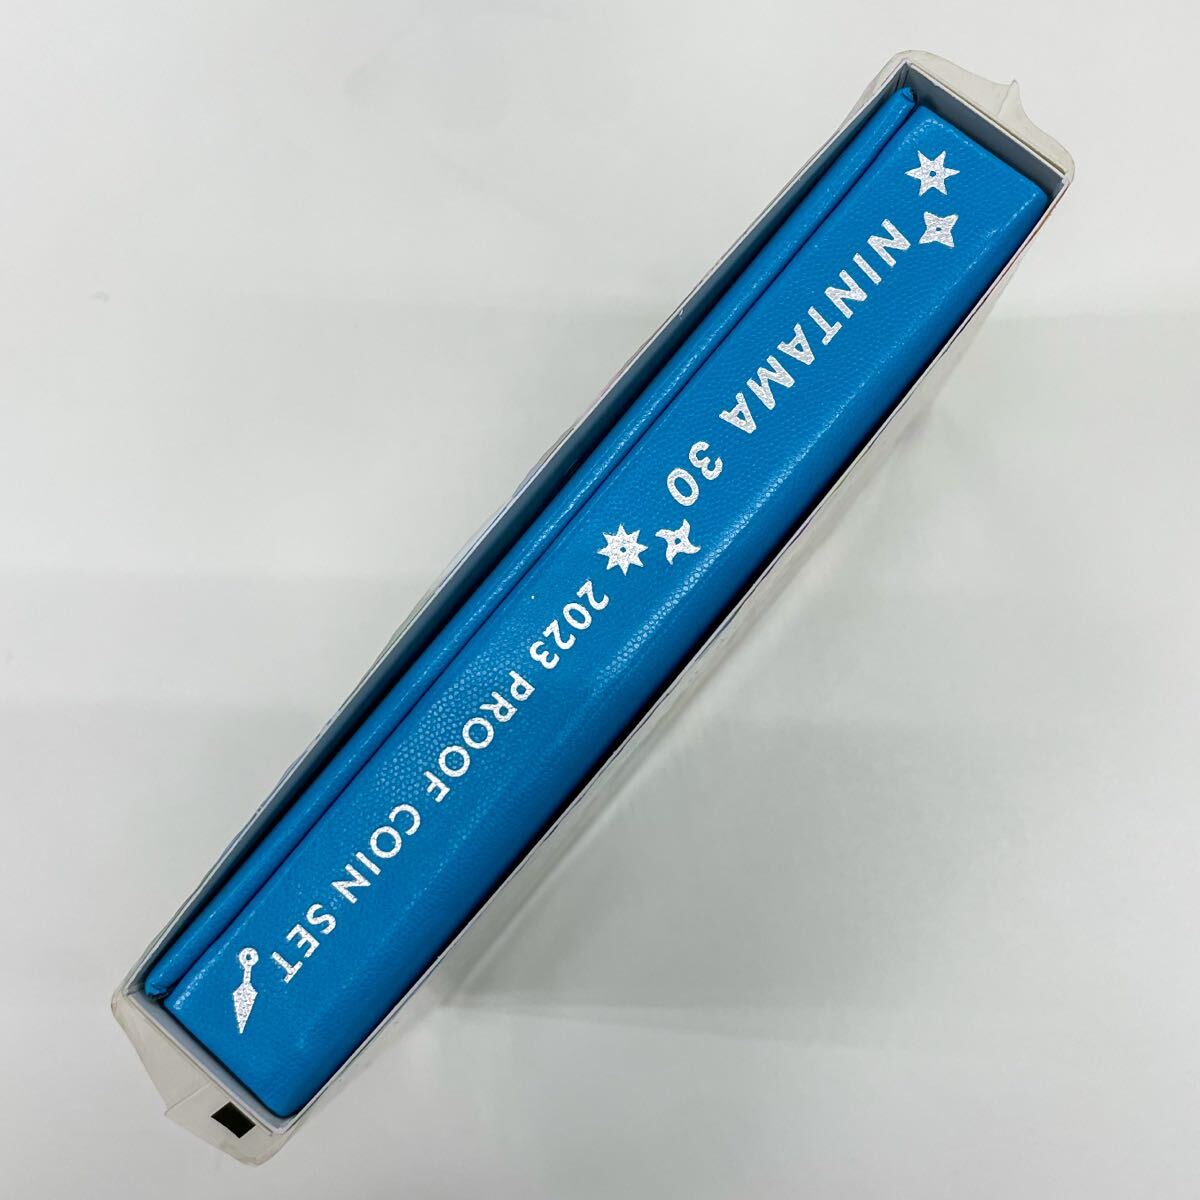 NINTAMA 30
2023 PROOF COIN SET